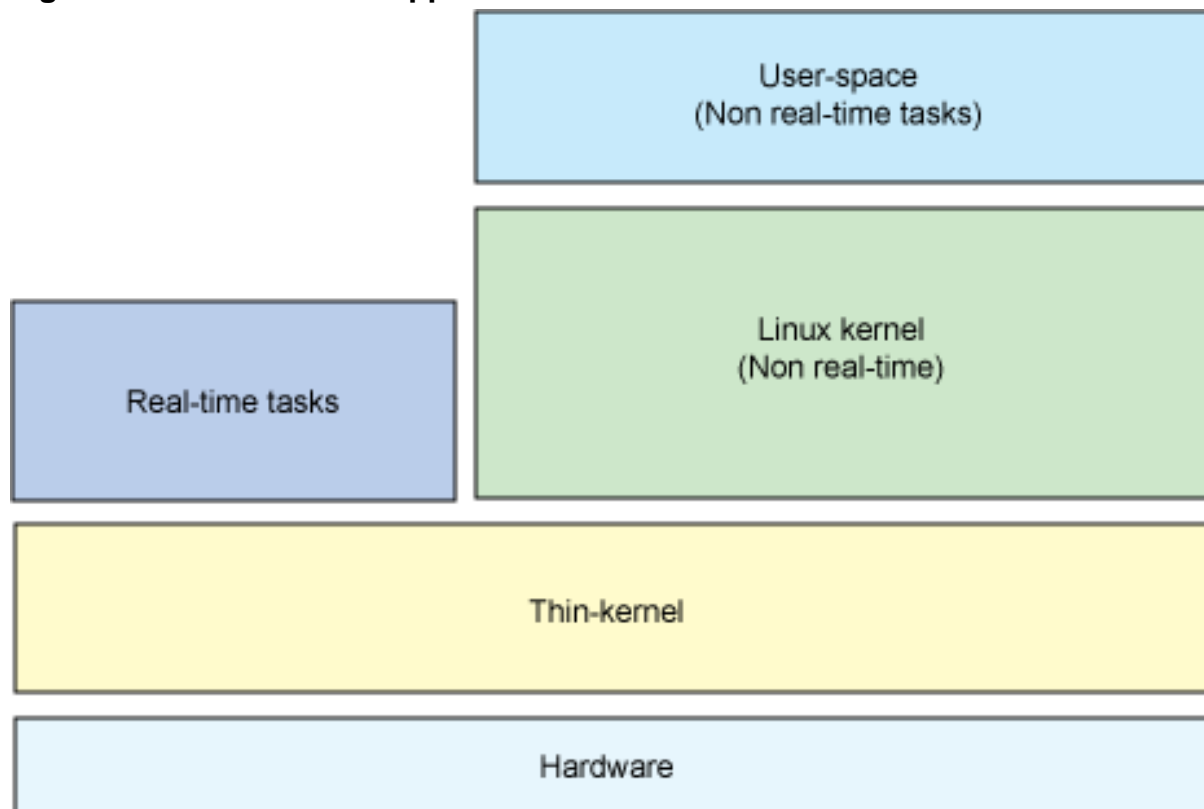 User-space
(Non real-time tasks)
Linux kernel
(Non real-time)
Real-time tasks
Thin-kernel
Hardware